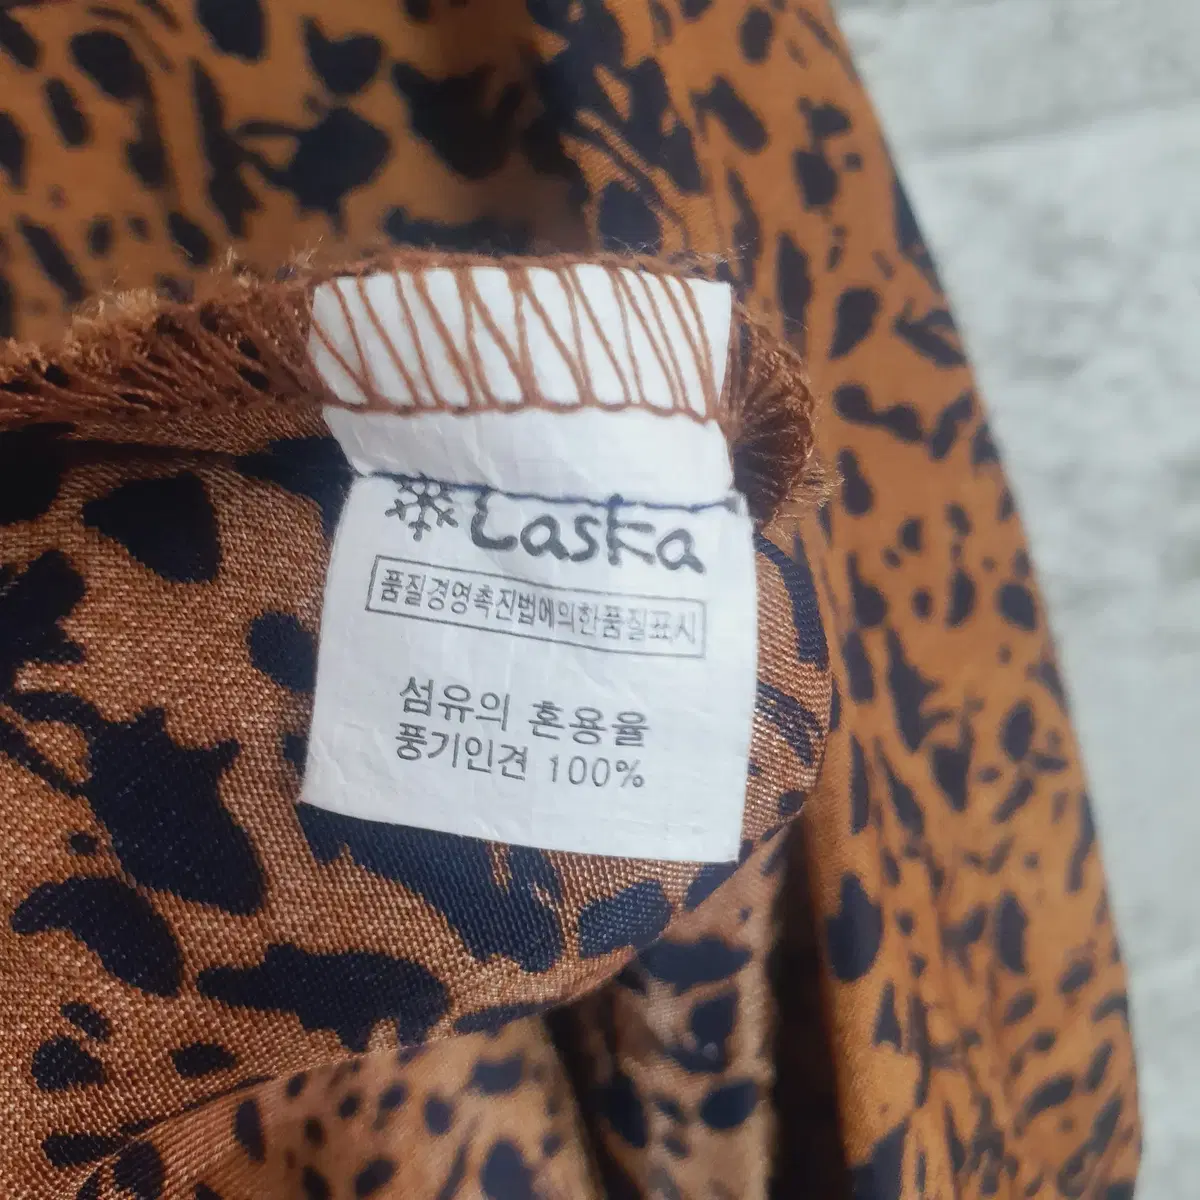 Laska
품질경영촉진법에의한품질표시
섬유의 혼용율
풍기인견 100%